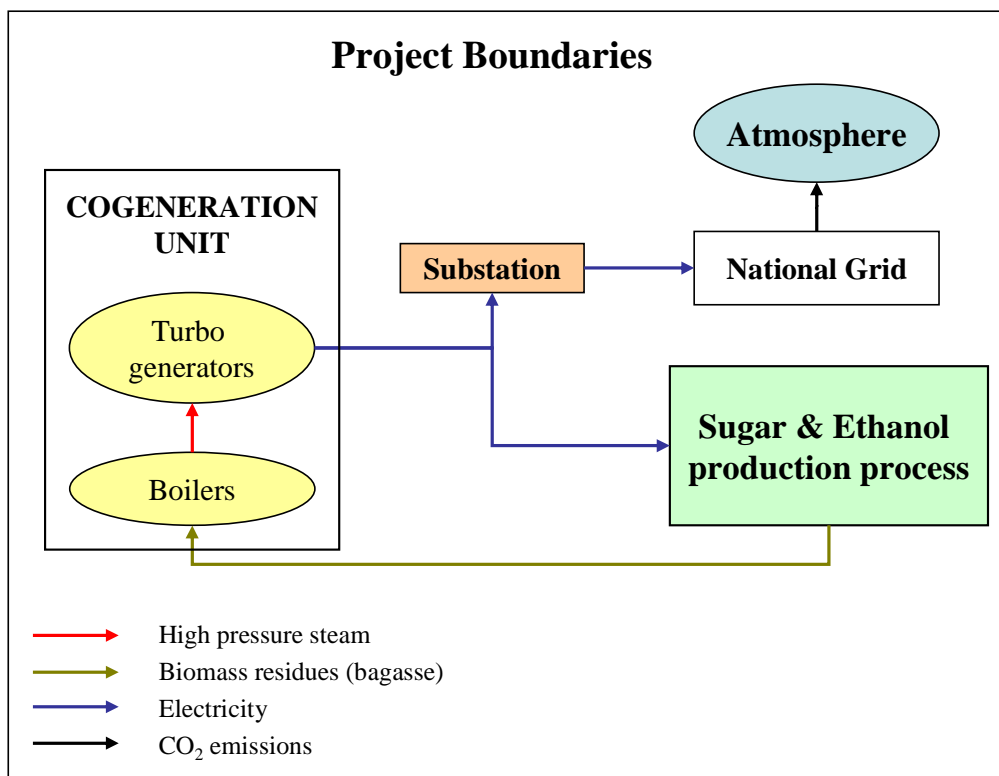 Project Boundaries
Atmosphere
COGENERATION
UNIT
Substation
National Grid
Turbo
generators
Sugar & Ethanol
production process
Boilers
High pressure steam
Biomass residues (bagasse)
Electricity
CO₂ emissions